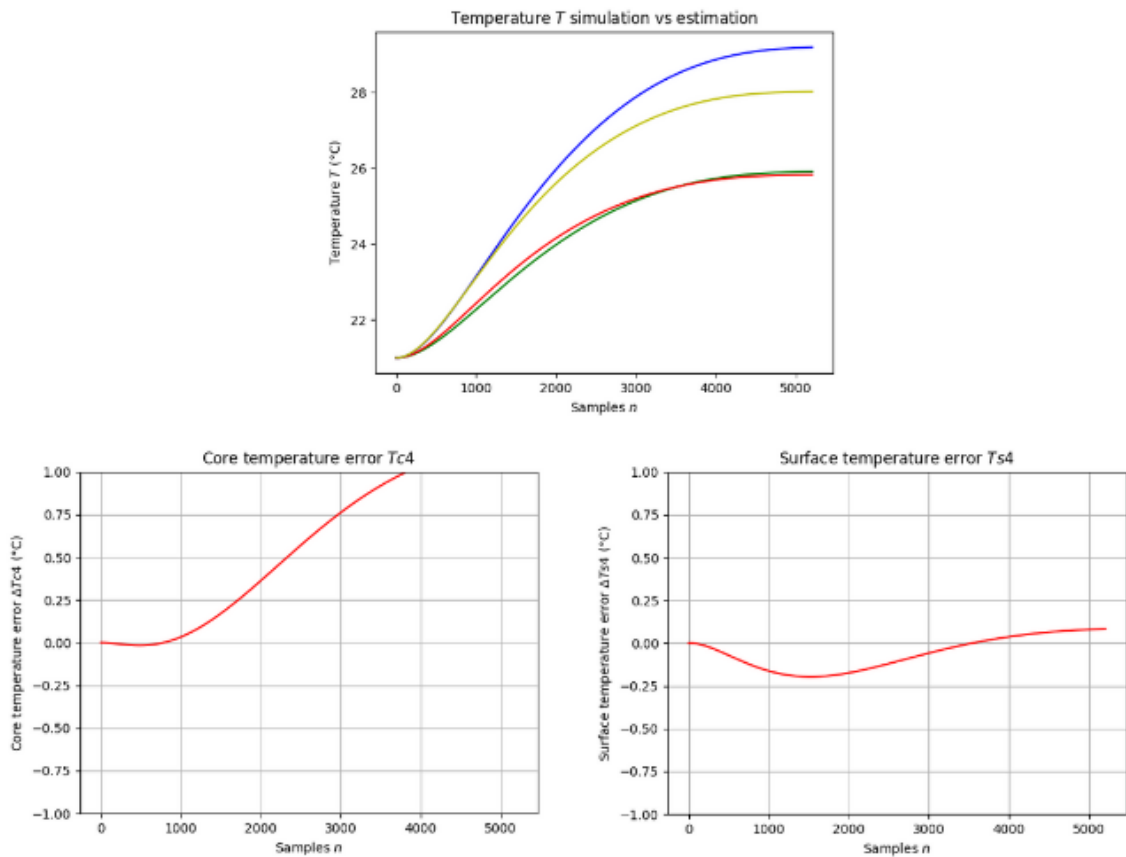 Temperature T simulation vs estimation
Temperature T (°C)
28
26
24
22
0 1000 2000 3000 4000 5000
Samples n
Core temperature error Tc4
Core temperature error ΔTc4 (°C)
1.00
0.75
0.50
0.25
0.00
−0.25
−0.50
−0.75
−1.00
0 1000 2000 3000 4000 5000
Samples n
Surface temperature error Ts4
Surface temperature error ΔTs4 (°C)
1.00
0.75
0.50
0.25
0.00
−0.25
−0.50
−0.75
−1.00
0 1000 2000 3000 4000 5000
Samples n